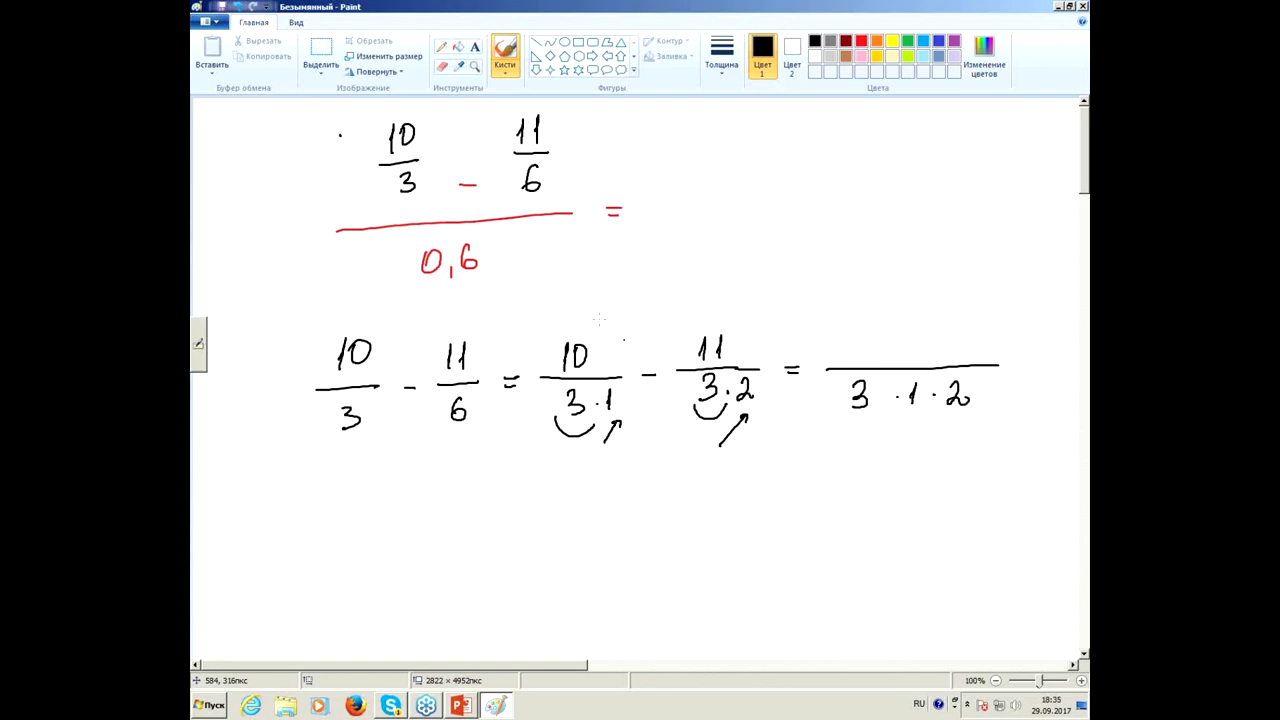 Безымянный - Paint
Главная Вид
Вставить
Вырезать
Копировать
Буфер обмена
Выделить
Обрезать
Изменить размер
Повернуть
Изображение
A
Инструменты
Кисти
Контур
Заливка
Фигуры
Толщина
Цвет 1
Цвет 2
Изменение цветов
Цвета
10/3 - 11/6
0,6
=
10/3 - 11/6 = 10/3·1 - 11/3·2 = /3·1·2
584, 316пкс
2822 × 4952пкс
100%
Пуск
RU
18:35
29.09.2017